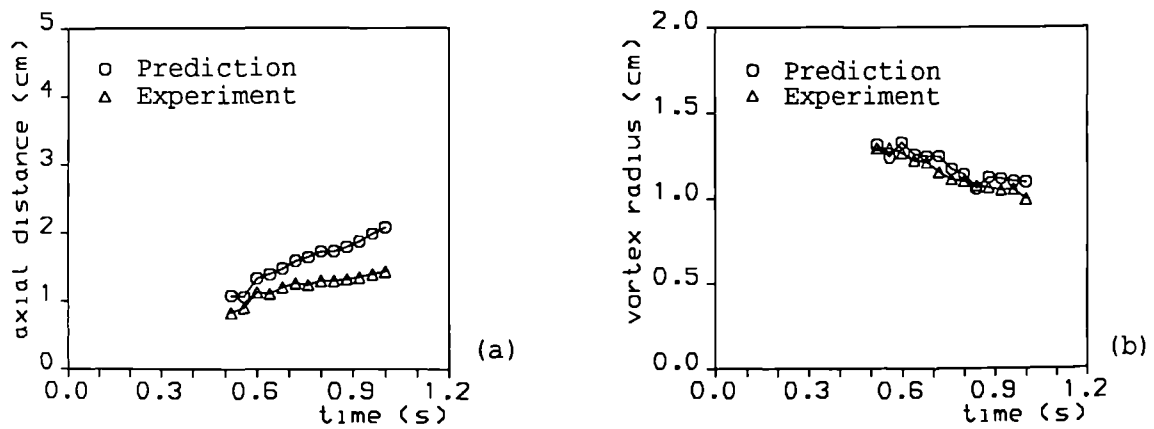 axial distance (cm)
5
4
3
2
1
0
Prediction
Experiment
0.0 0.3 0.6 0.9 1.2
time (s)
(a)
vortex radius (cm)
2.0
1.5
1.0
0.5
0.0
Prediction
Experiment
0.0 0.3 0.6 0.9 1.2
time (s)
(b)